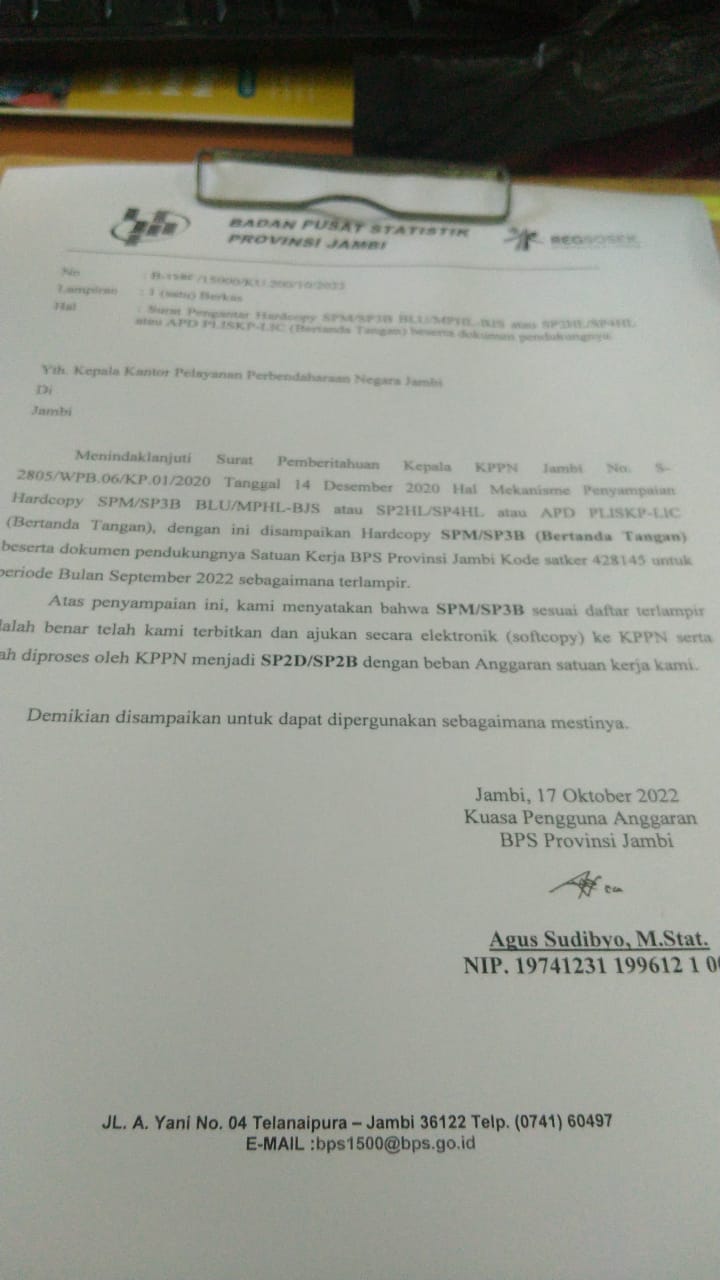 BADAN PUSAT STATISTIK
PROVINSI JAMBI
REGSOSEK
No : /15000/KU.200/10/2022
Lampiran : 1 (satu) Berkas
Hal : Surat Pengantar Hardcopy SPM/SP3B BLU/MPHL-BJS atau SP2HL/SP4HL
atau APD PLISKP-LIC (Bertanda Tangan) beserta dokumen pendukungnya
Yth. Kepala Kantor Pelayanan Perbendaharaan Negara Jambi
Di
Jambi
Menindaklanjuti Surat Pemberitahuan Kepala KPPN Jambi No. S-
2805/WPB.06/KP.01/2020 Tanggal 14 Desember 2020 Hal Mekanisme Penyampaian
Hardcopy SPM/SP3B BLU/MPHL-BJS atau SP2HL/SP4HL atau APD PLISKP-LIC
(Bertanda Tangan), dengan ini disampaikan Hardcopy SPM/SP3B (Bertanda Tangan)
beserta dokumen pendukungnya Satuan Kerja BPS Provinsi Jambi Kode satker 428145 untuk
periode Bulan September 2022 sebagaimana terlampir.
Atas penyampaian ini, kami menyatakan bahwa SPM/SP3B sesuai daftar terlampir
dalah benar telah kami terbitkan dan ajukan secara elektronik (softcopy) ke KPPN serta
ah diproses oleh KPPN menjadi SP2D/SP2B dengan beban Anggaran satuan kerja kami.
Demikian disampaikan untuk dapat dipergunakan sebagaimana mestinya.
Jambi, 17 Oktober 2022
Kuasa Pengguna Anggaran
BPS Provinsi Jambi
Agus Sudibyo, M.Stat.
NIP. 19741231 199612 1 00
JL. A. Yani No. 04 Telanaipura – Jambi 36122 Telp. (0741) 60497
E-MAIL :bps1500@bps.go.id